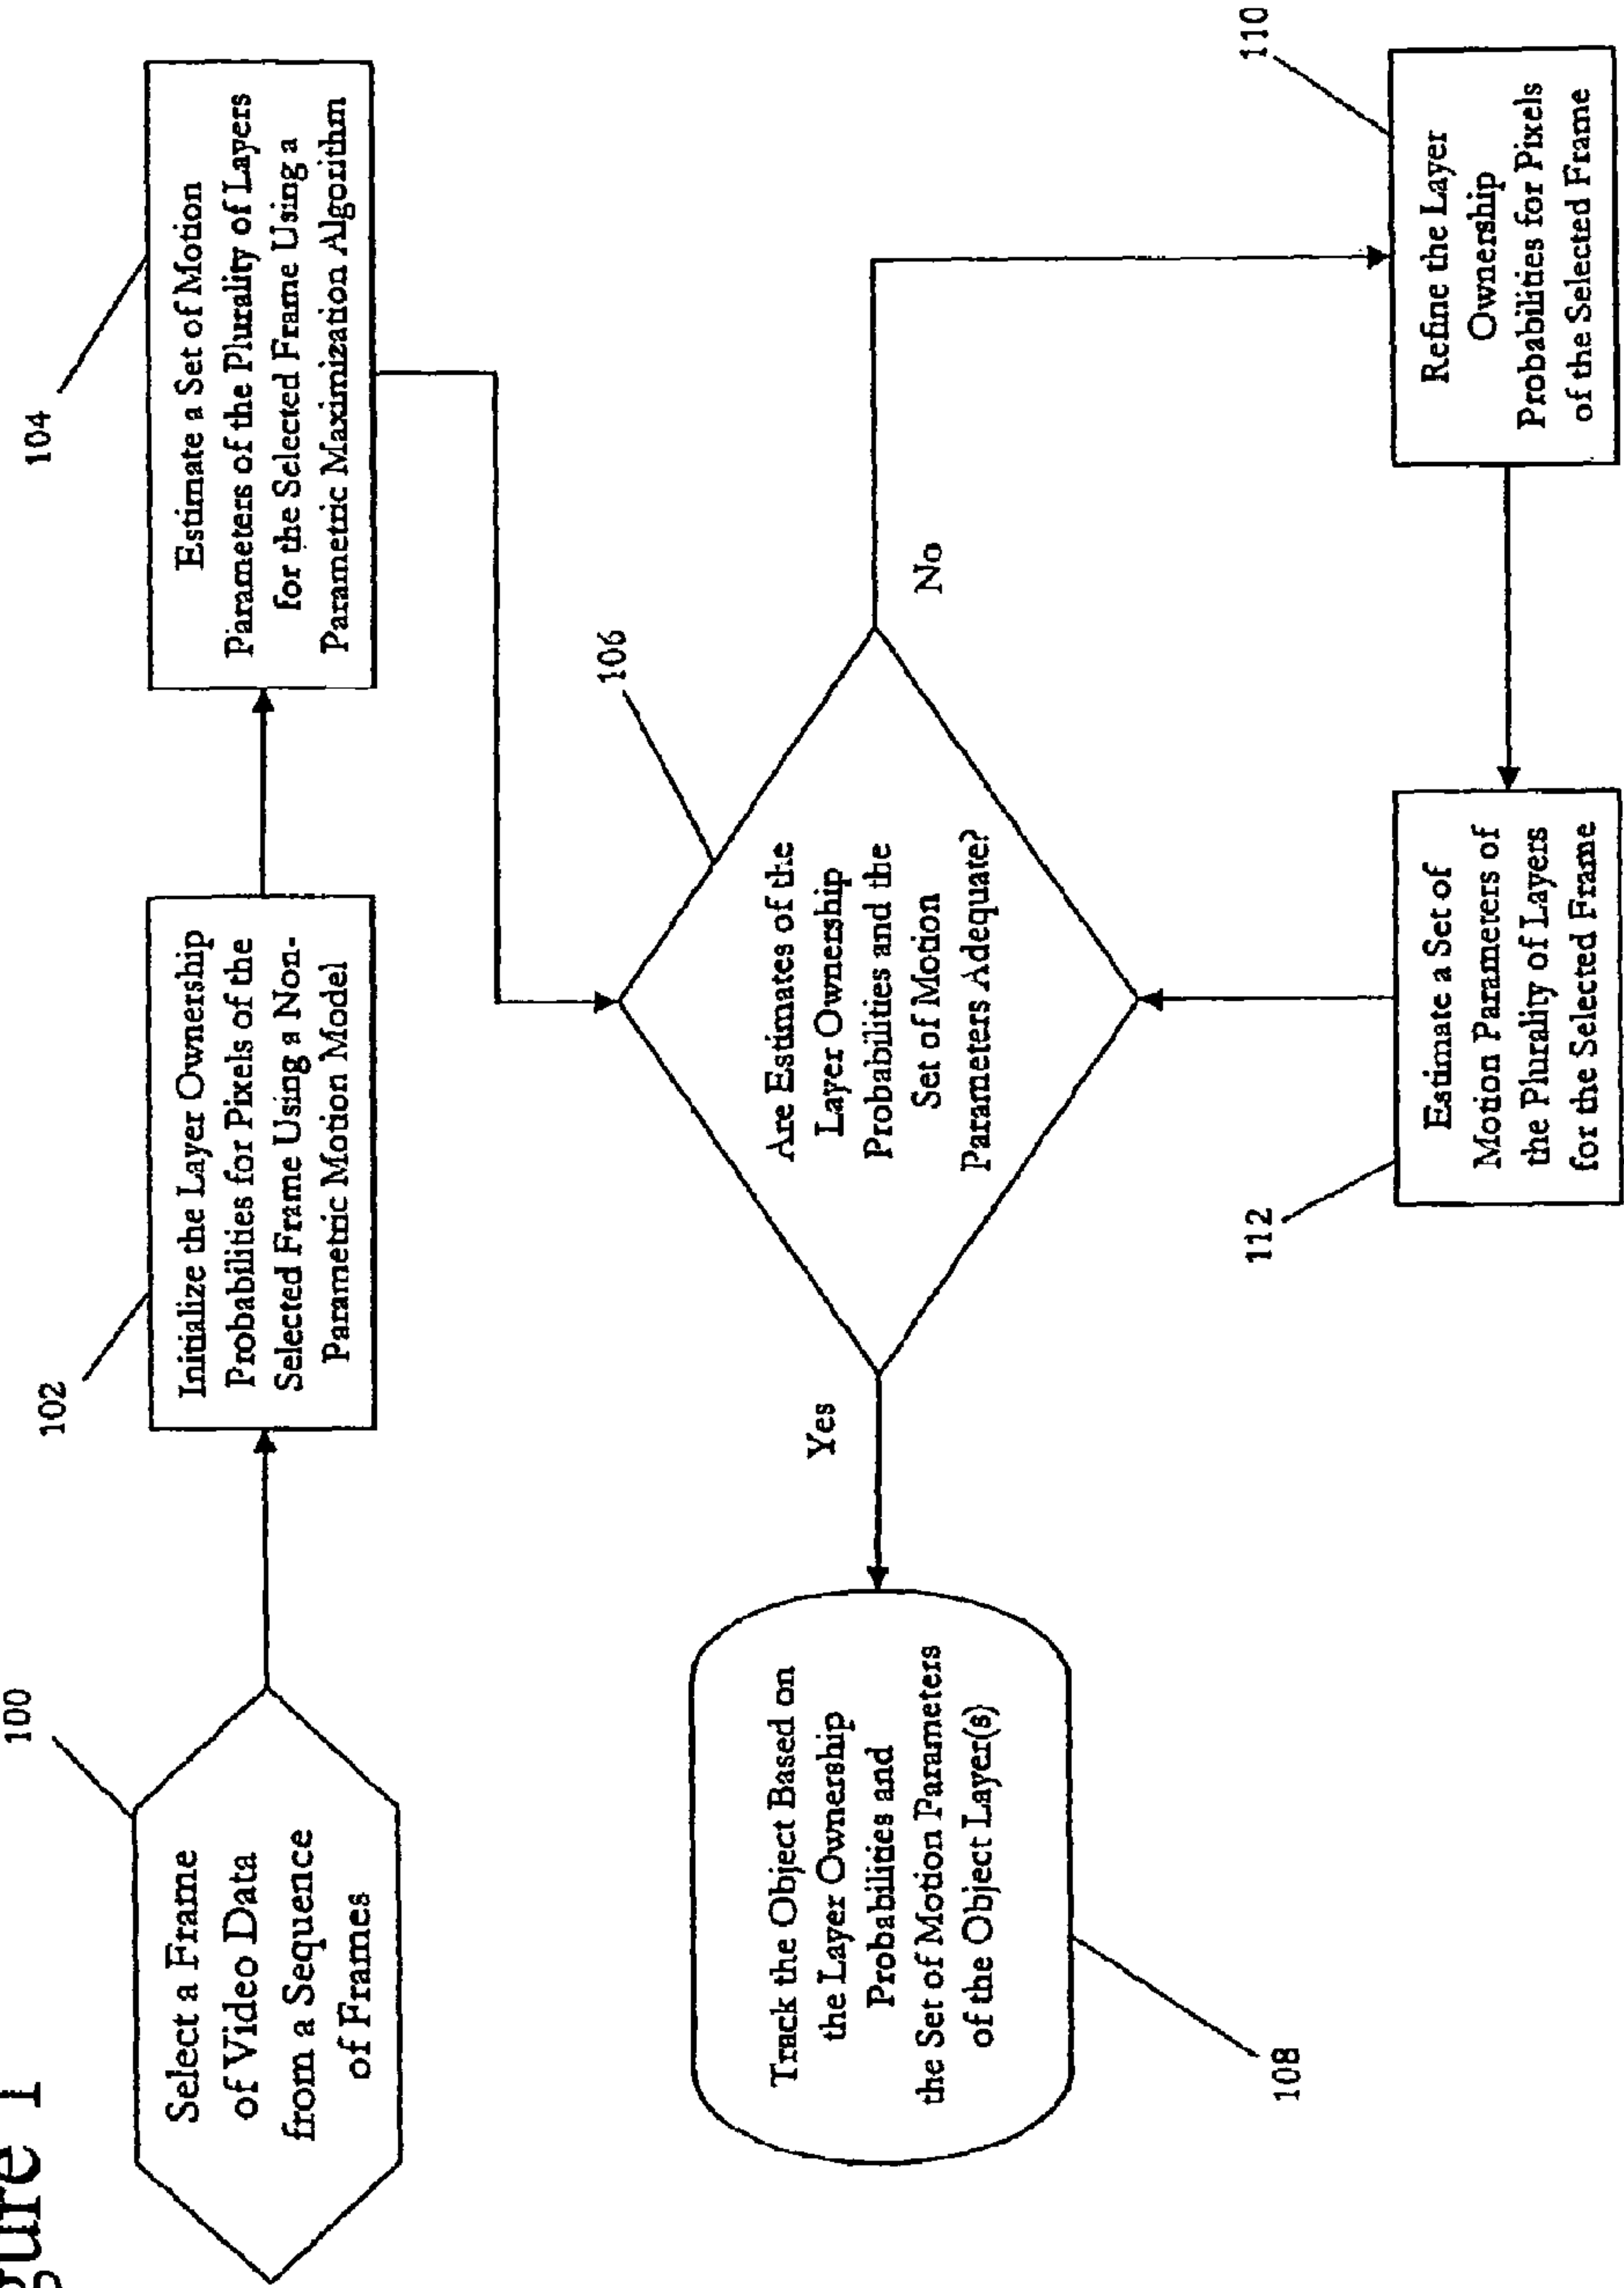 gure 1
100
Select a Frame
of Video Data
from a Sequence
of Frames
102
Initialize the Layer Ownership
Probabilities for Pixels of the
Selected Frame Using a Non-
Parametric Motion Model
104
Estimate a Set of Motion
Parameters of the Plurality of Layers
for the Selected Frame Using a
Parametric Maximization Algorithm
106
Are Estimates of the
Layer Ownership
Probabilities and the
Set of Motion
Parameters Adequate?
Yes
No
Track the Object Based on
the Layer Ownership
Probabilities and
the Set of Motion Parameters
of the Object Layer(s)
108
110
Refine the Layer
Ownership
Probabilities for Pixels
of the Selected Frame
112
Estimate a Set of
Motion Parameters of
the Plurality of Layers
for the Selected Frame